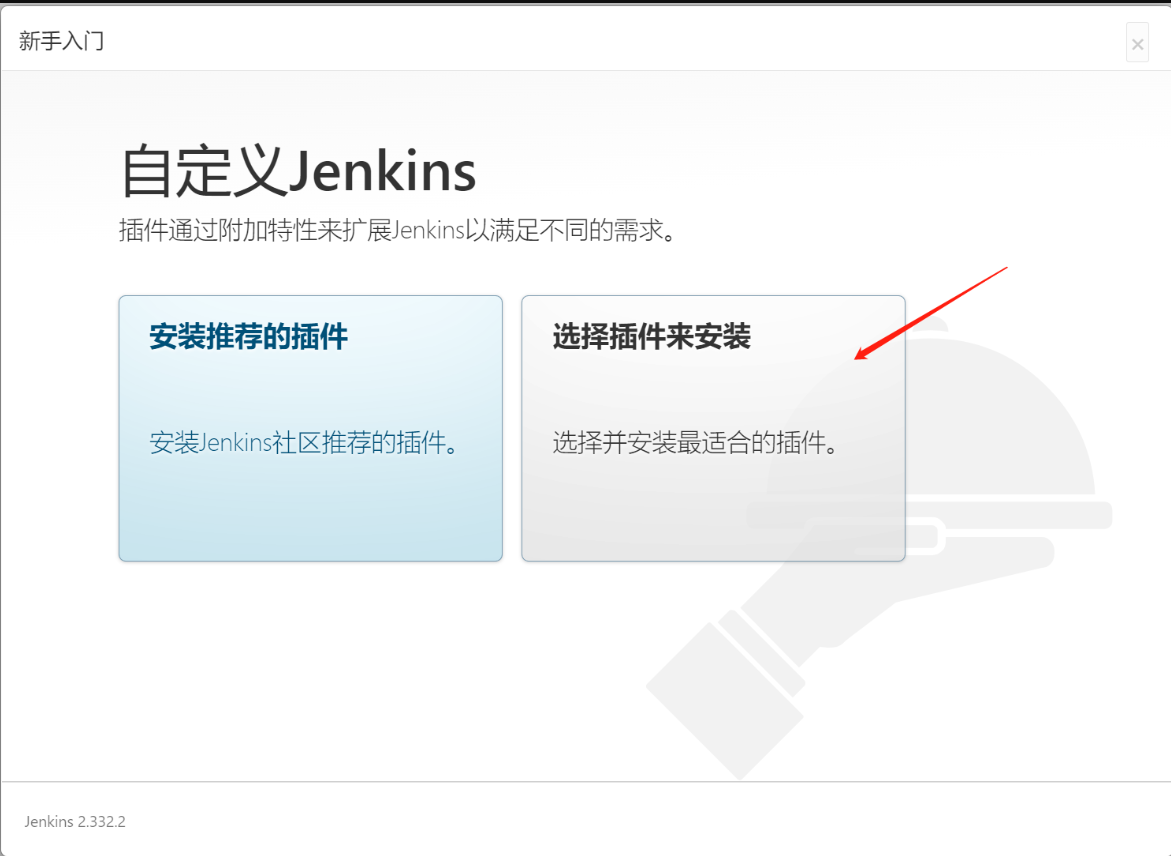 新手入门
×
自定义Jenkins
插件通过附加特性来扩展Jenkins以满足不同的需求。
安装推荐的插件
安装Jenkins社区推荐的插件。
选择插件来安装
选择并安装最适合的插件。
Jenkins 2.332.2